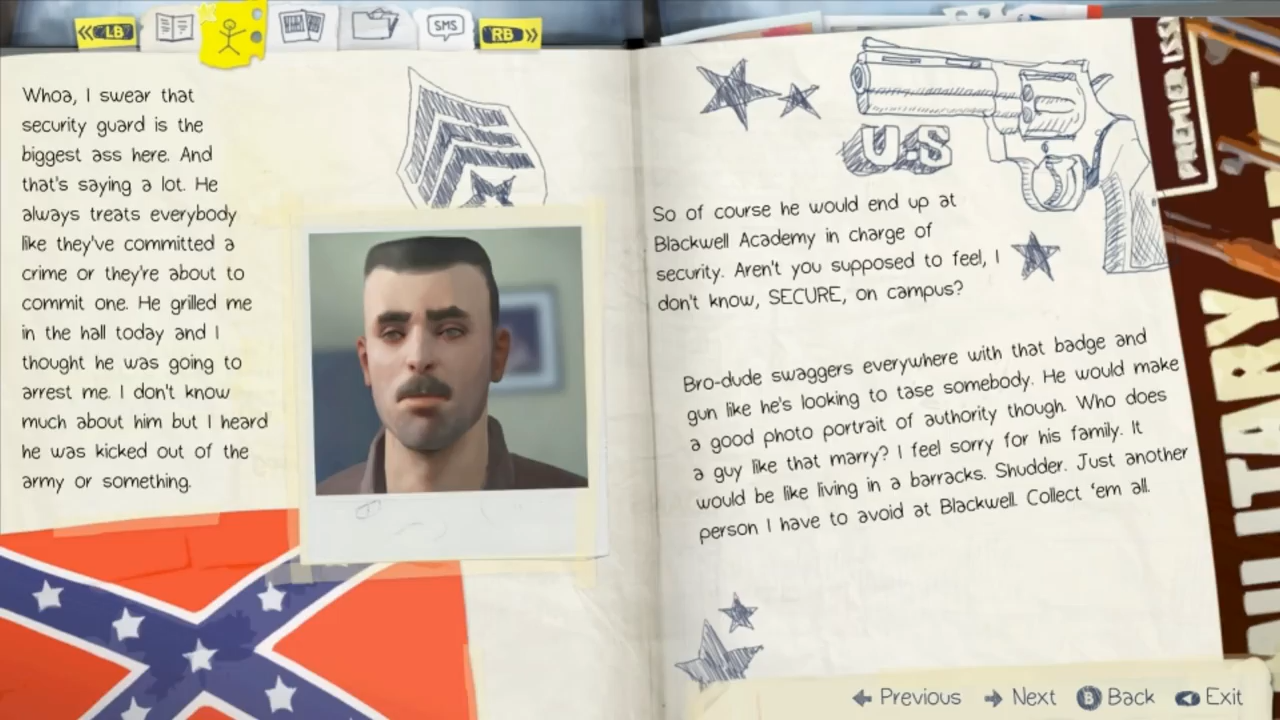 LB
SMS
RB
Whoa, I swear that
security guard is the
biggest ass here. And
that's saying a lot. He
always treats everybody
like they've committed a
crime or they're about to
commit one. He grilled me
in the hall today and I
thought he was going to
arrest me. I don't know
much about him but I heard
he was kicked out of the
army or something.
U.S
So of course he would end up at
Blackwell Academy in charge of
security. Aren't you supposed to feel, I
don't know, SECURE, on campus?
Bro-dude swaggers everywhere with that badge and
gun like he's looking to tase somebody. He would make
a good photo portrait of authority though. Who does
a guy like that marry? I feel sorry for his family. It
would be like living in a barracks. Shudder. Just another
person I have to avoid at Blackwell. Collect 'em all.
PREMIER ISS
MILITARY
Previous
Next
B Back
Exit